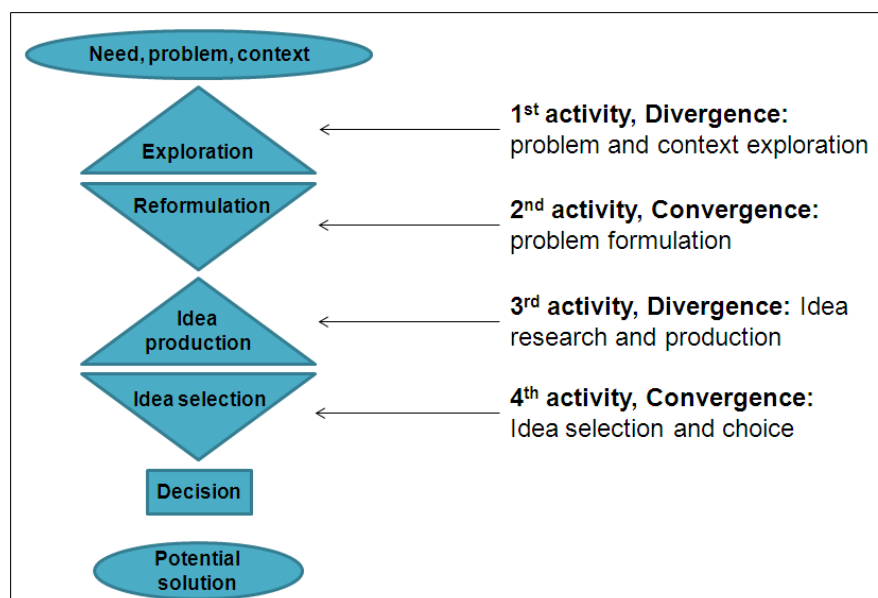 Need, problem, context
Exploration
1st activity, Divergence:
problem and context exploration
Reformulation
2nd activity, Convergence:
problem formulation
Idea
production
3rd activity, Divergence: Idea
research and production
Idea selection
4th activity, Convergence:
Idea selection and choice
Decision
Potential
solution